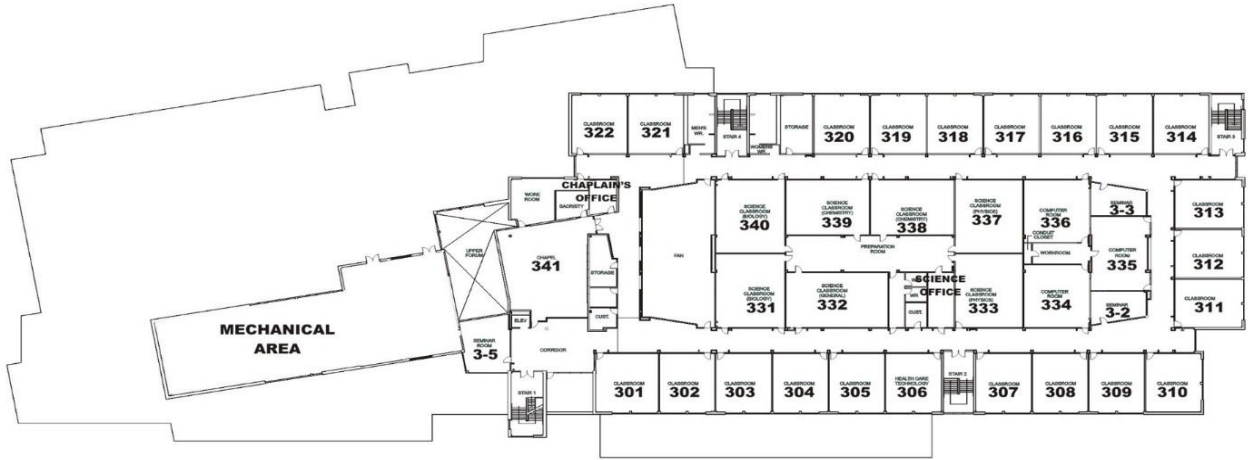 CLASSROOM
322
CLASSROOM
321
MEN'S
WR.
STAIR 4
WOMENS
WR.
STORAGE
CLASSROOM
320
CLASSROOM
319
CLASSROOM
318
CLASSROOM
317
CLASSROOM
316
CLASSROOM
315
CLASSROOM
314
STAIR 3
WORK
ROOM
CHAPLAIN'S
OFFICE
SACRISTY
SCIENCE
CLASSROOM
(BIOLOGY)
340
SCIENCE
CLASSROOM
(CHEMISTRY)
339
SCIENCE
CLASSROOM
(CHEMISTRY)
338
SCIENCE
CLASSROOM
(PHYSICS)
337
COMPUTER
ROOM
336
SEMINAR
3-3
CLASSROOM
313
UPPER
FORUM
CHAPEL
341
STORAGE
FAN
PREPARATION
ROOM
CONDUIT
CLOSET
WORKROOM
COMPUTER
ROOM
335
CLASSROOM
312
SCIENCE
CLASSROOM
(BIOLOGY)
331
SCIENCE
CLASSROOM
(GENERAL)
332
SCIENCE
OFFICE
WR.
CUST.
SCIENCE
CLASSROOM
(PHYSICS)
333
COMPUTER
ROOM
334
SEMINAR
3-2
CLASSROOM
311
MECHANICAL
AREA
ELEV
CUST.
SEMINAR
ROOM
3-5
CORRIDOR
STAIR 1
CLASSROOM
301
CLASSROOM
302
CLASSROOM
303
CLASSROOM
304
CLASSROOM
305
HEALTH CARE
TECHNOLOGY
306
STAIR 2
CLASSROOM
307
CLASSROOM
308
CLASSROOM
309
CLASSROOM
310